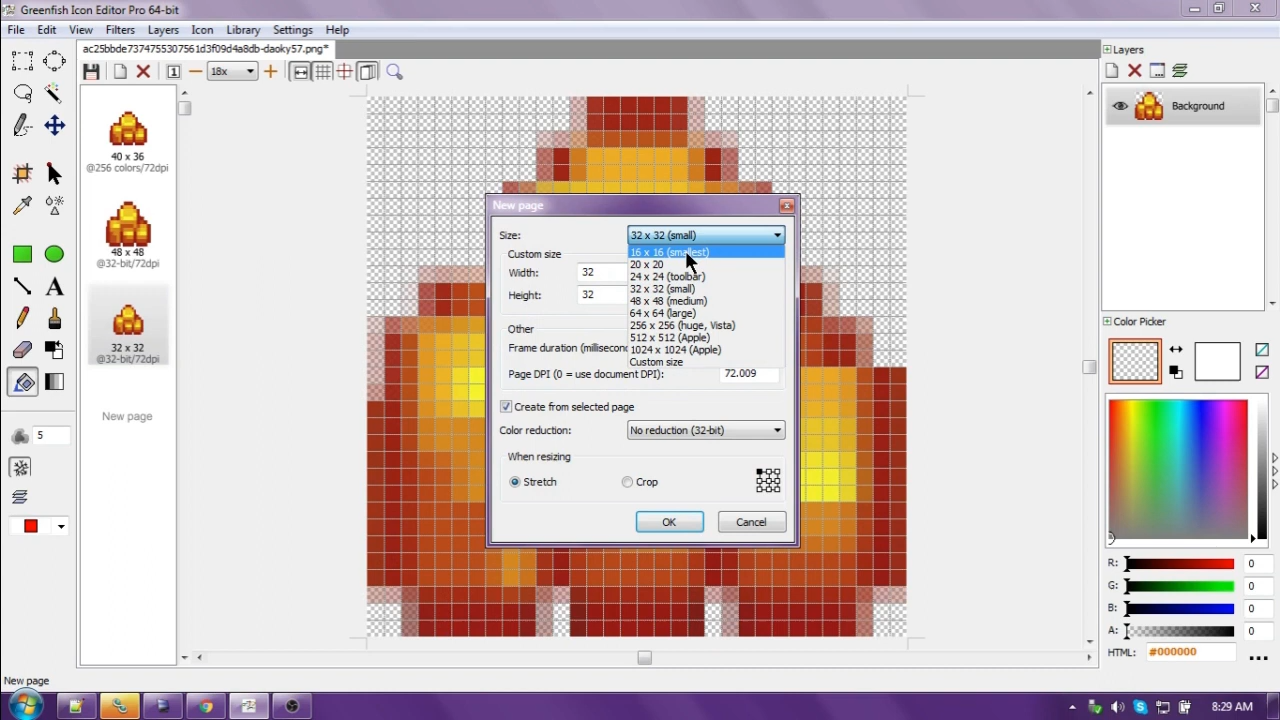 Greenfish Icon Editor Pro 64-bit
File Edit View Filters Layers Icon Library Settings Help
ac25bbde7374755307561d3f09d4a8db-daoky57.png*
1 18x
40 x 36
@256 colors/72dpi
48 x 48
@32-bit/72dpi
32 x 32
@32-bit/72dpi
New page
A
5
New page
Size: 32 x 32 (small)
16 x 16 (smallest)
20 x 20
24 x 24 (toolbar)
32 x 32 (small)
48 x 48 (medium)
64 x 64 (large)
256 x 256 (huge, Vista)
512 x 512 (Apple)
1024 x 1024 (Apple)
Custom size
Custom size
Width: 32
Height: 32
Other
Frame duration (milliseconds
Page DPI (0 = use document DPI): 72.009
Create from selected page
Color reduction: No reduction (32-bit)
When resizing
Stretch Crop
OK Cancel
Layers
Background
Color Picker
R: 0
G: 0
B: 0
A: 0
HTML: #000000
New page
8:29 AM